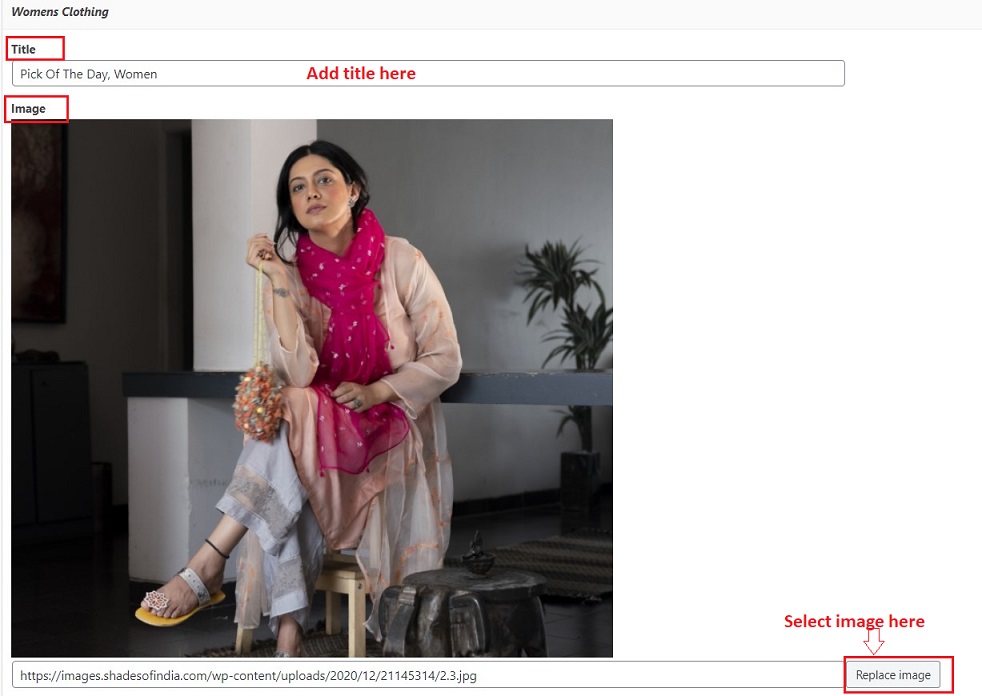 Womens Clothing
Title
Pick Of The Day, Women
Add title here
Image
Select image here
https://images.shadesofindia.com/wp-content/uploads/2020/12/21145314/2.3.jpg
Replace image